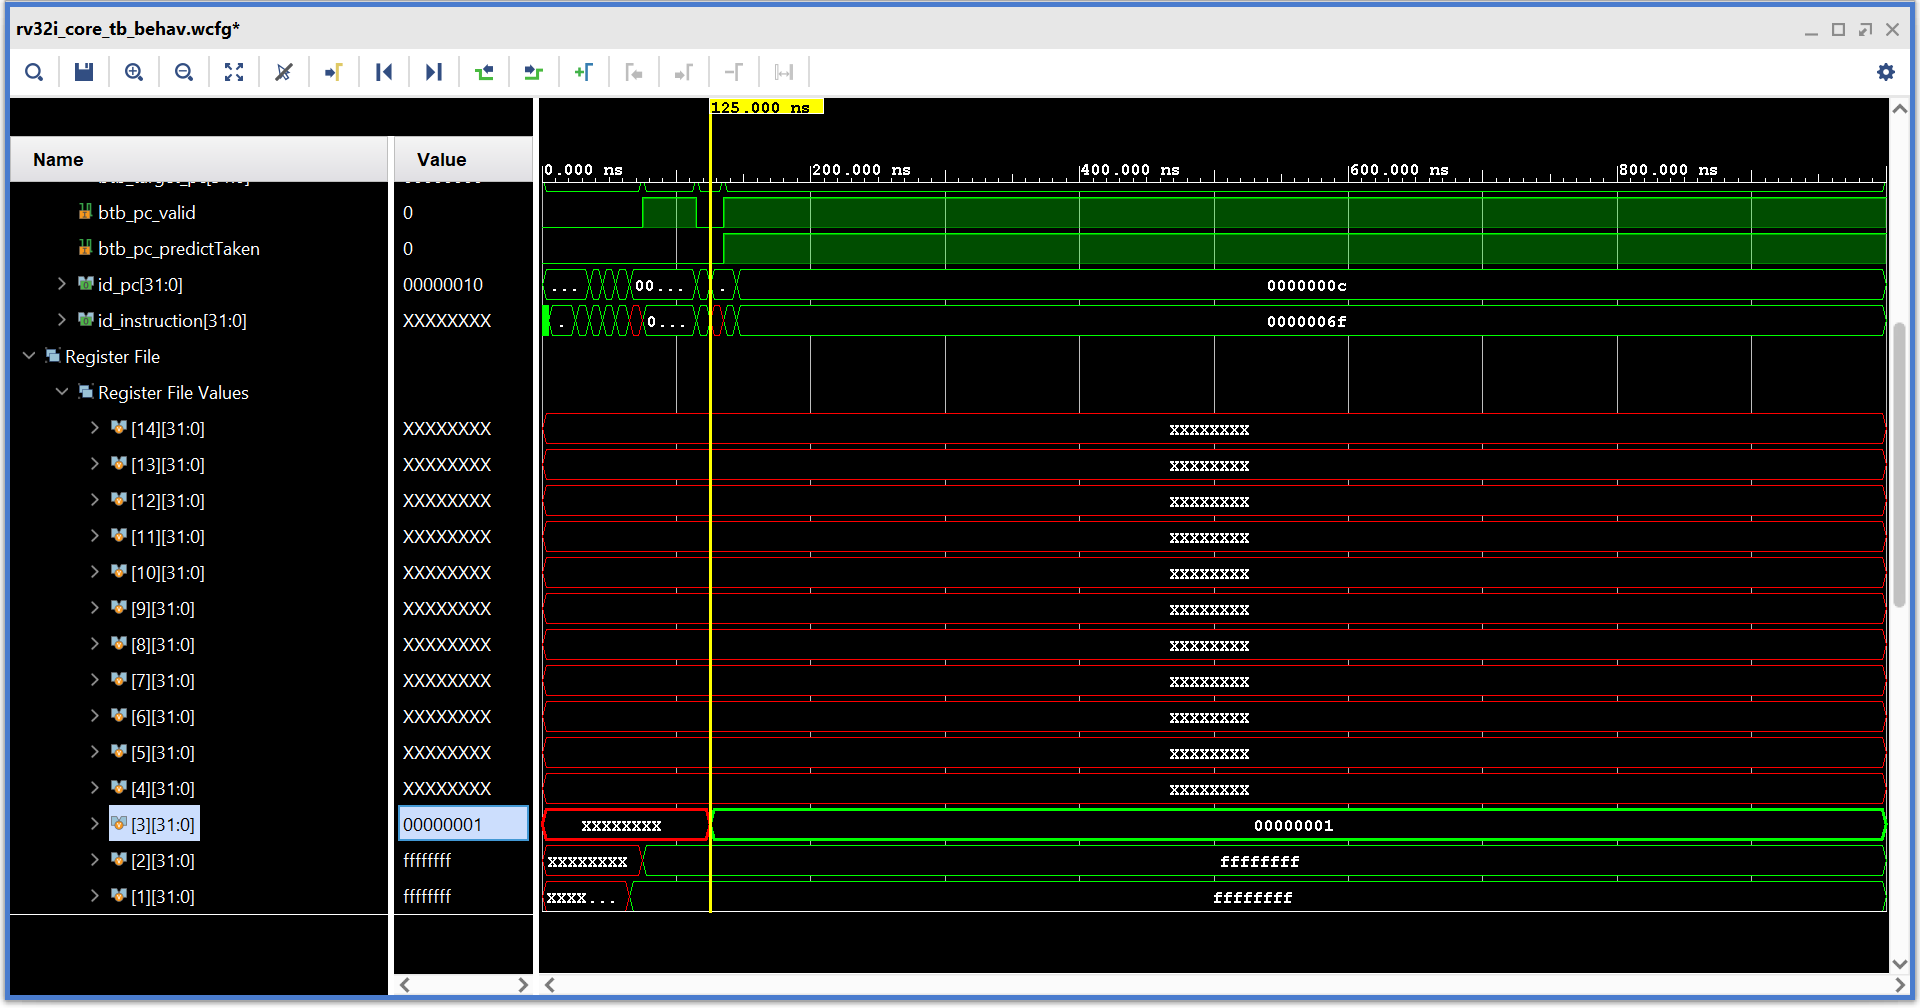 rv32i_core_tb_behav.wcfg*
125.000 ns
Name Value
0.000 ns 200.000 ns 400.000 ns 600.000 ns 800.000 ns
btb_pc_valid 0
btb_pc_predictTaken 0
id_pc[31:0] 00000010 ... 00... . 0000000c
id_instruction[31:0] XXXXXXXX . 0... 0000006f
Register File
Register File Values
[14][31:0] XXXXXXXX XXXXXXXX
[13][31:0] XXXXXXXX XXXXXXXX
[12][31:0] XXXXXXXX XXXXXXXX
[11][31:0] XXXXXXXX XXXXXXXX
[10][31:0] XXXXXXXX XXXXXXXX
[9][31:0] XXXXXXXX XXXXXXXX
[8][31:0] XXXXXXXX XXXXXXXX
[7][31:0] XXXXXXXX XXXXXXXX
[6][31:0] XXXXXXXX XXXXXXXX
[5][31:0] XXXXXXXX XXXXXXXX
[4][31:0] XXXXXXXX XXXXXXXX
[3][31:0] 00000001 XXXXXXXX 00000001
[2][31:0] ffffffff XXXXXXXX ffffffff
[1][31:0] ffffffff XXXX... ffffffff